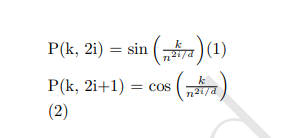 P(k, 2i) = sin (k/n^{2i/d}) (1)
P(k, 2i+1) = cos (k/n^{2i/d})
(2)